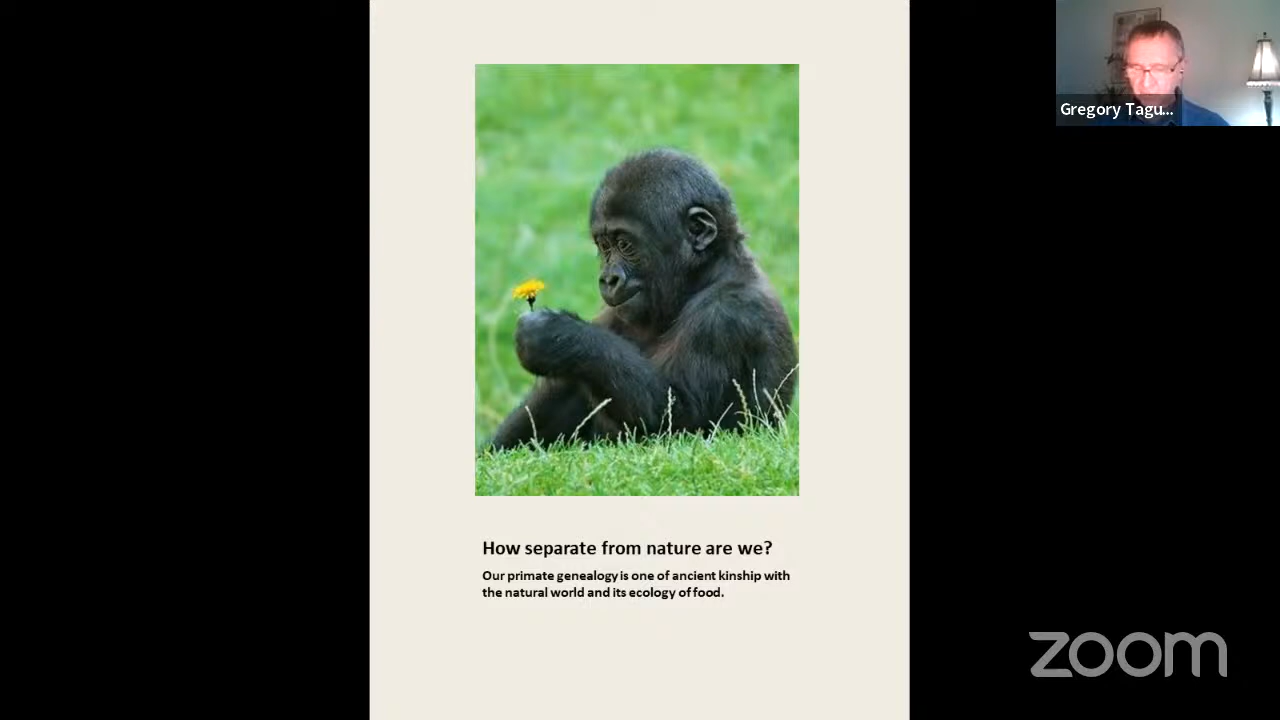 Gregory Tagu...
How separate from nature are we?
Our primate genealogy is one of ancient kinship with
the natural world and its ecology of food.
zoom